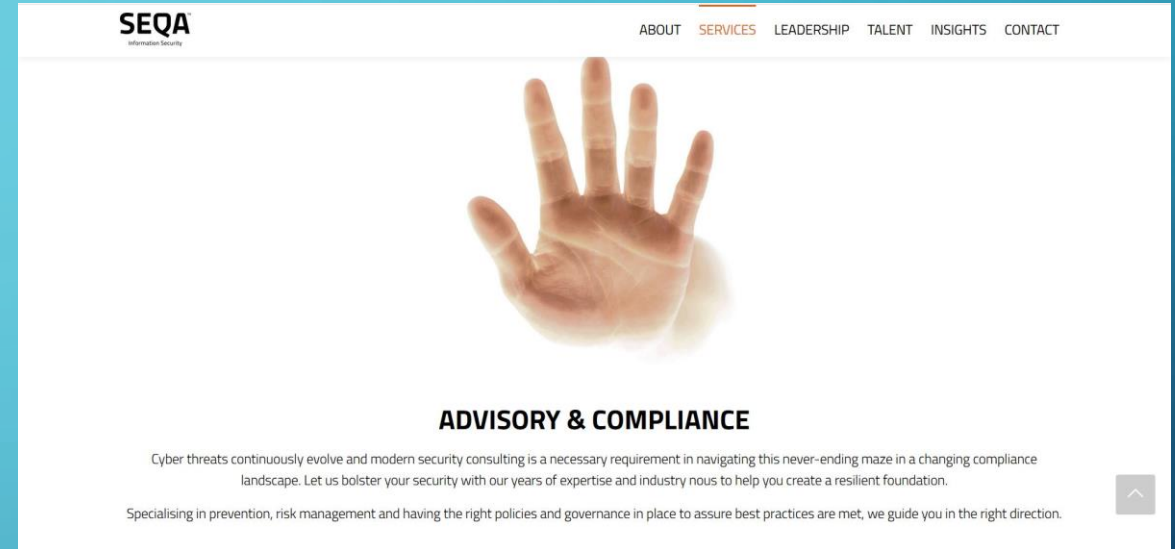 SEQA™
Information Security
ABOUT SERVICES LEADERSHIP TALENT INSIGHTS CONTACT
ADVISORY & COMPLIANCE
Cyber threats continuously evolve and modern security consulting is a necessary requirement in navigating this never-ending maze in a changing compliance
landscape. Let us bolster your security with our years of expertise and industry nous to help you create a resilient foundation.
Specialising in prevention, risk management and having the right policies and governance in place to assure best practices are met, we guide you in the right direction.